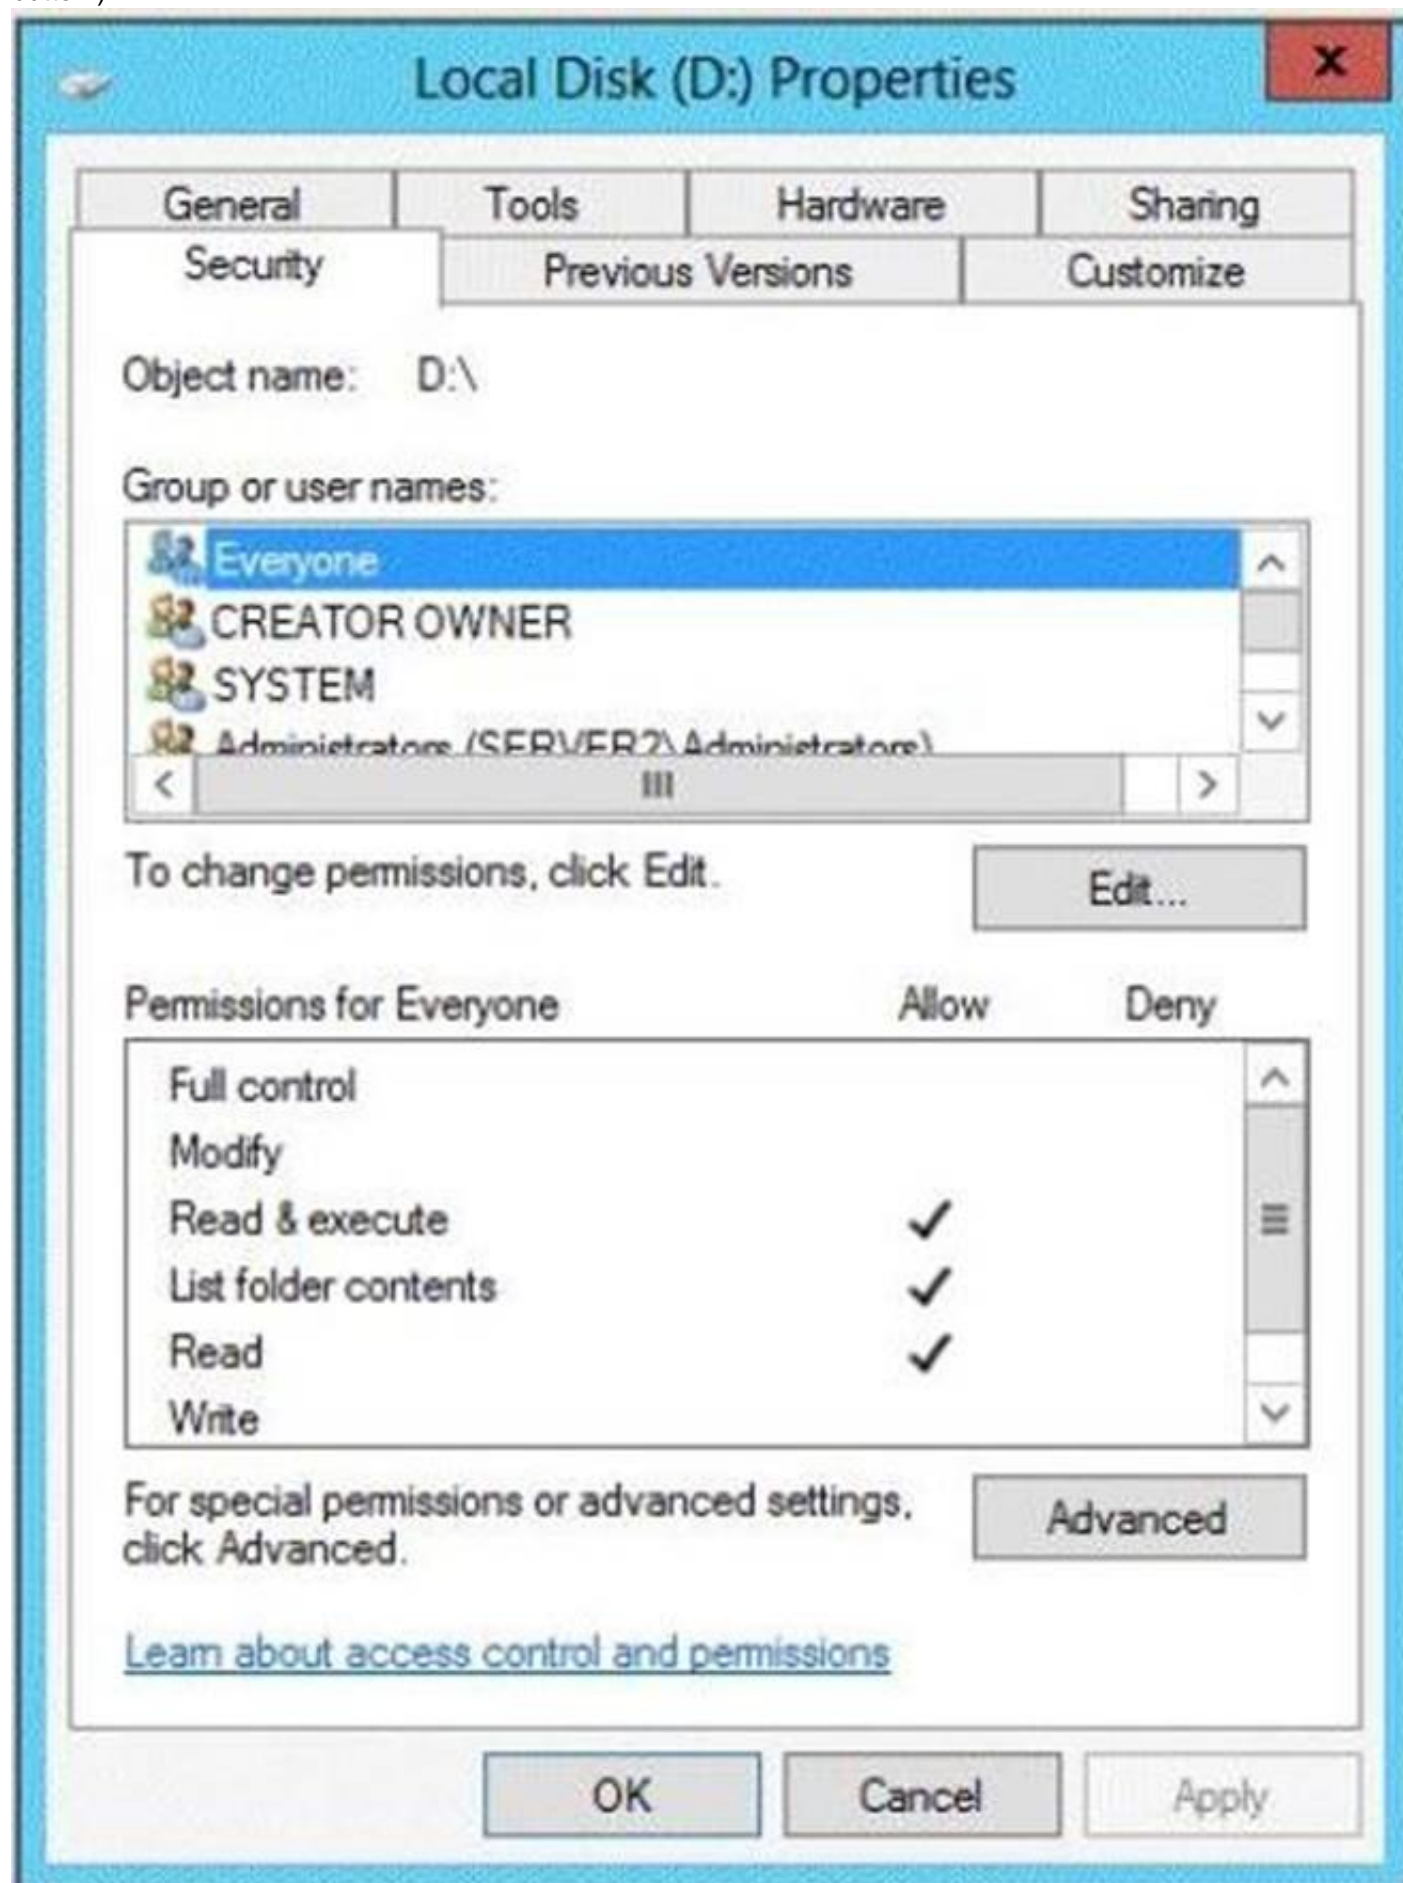 Local Disk (D:) Properties
x
General Tools Hardware Sharing
Security Previous Versions Customize
Object name: D:\
Group or user names:
Everyone
CREATOR OWNER
SYSTEM
Administrators (SERVER2\Administrators)
To change permissions, click Edit.
Edit...
Permissions for Everyone Allow Deny
Full control
Modify
Read & execute
List folder contents
Read
Write
For special permissions or advanced settings,
click Advanced.
Advanced
Learn about access control and permissions
OK Cancel Apply